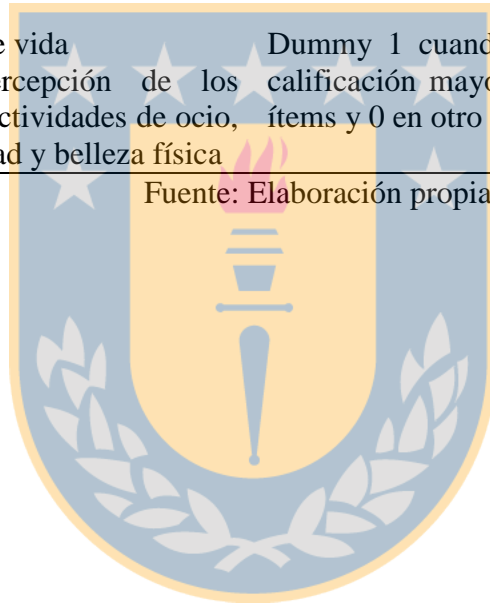 e vida Dummy 1 cuand
ercepción de los calificación mayo
ctividades de ocio, ítems y 0 en otro
ad y belleza física
Fuente: Elaboración propia